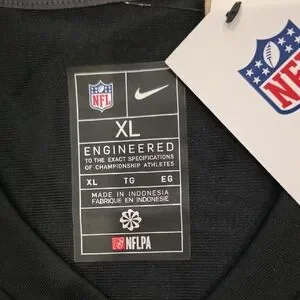 NFL
XL
ENGINEERED
TO THE EXACT SPECIFICATIONS
OF CHAMPIONSHIP ATHLETES
XL TG EG
MADE IN INDONESIA
FABRIQUÉ EN INDONESIE
NFLPA
NFL